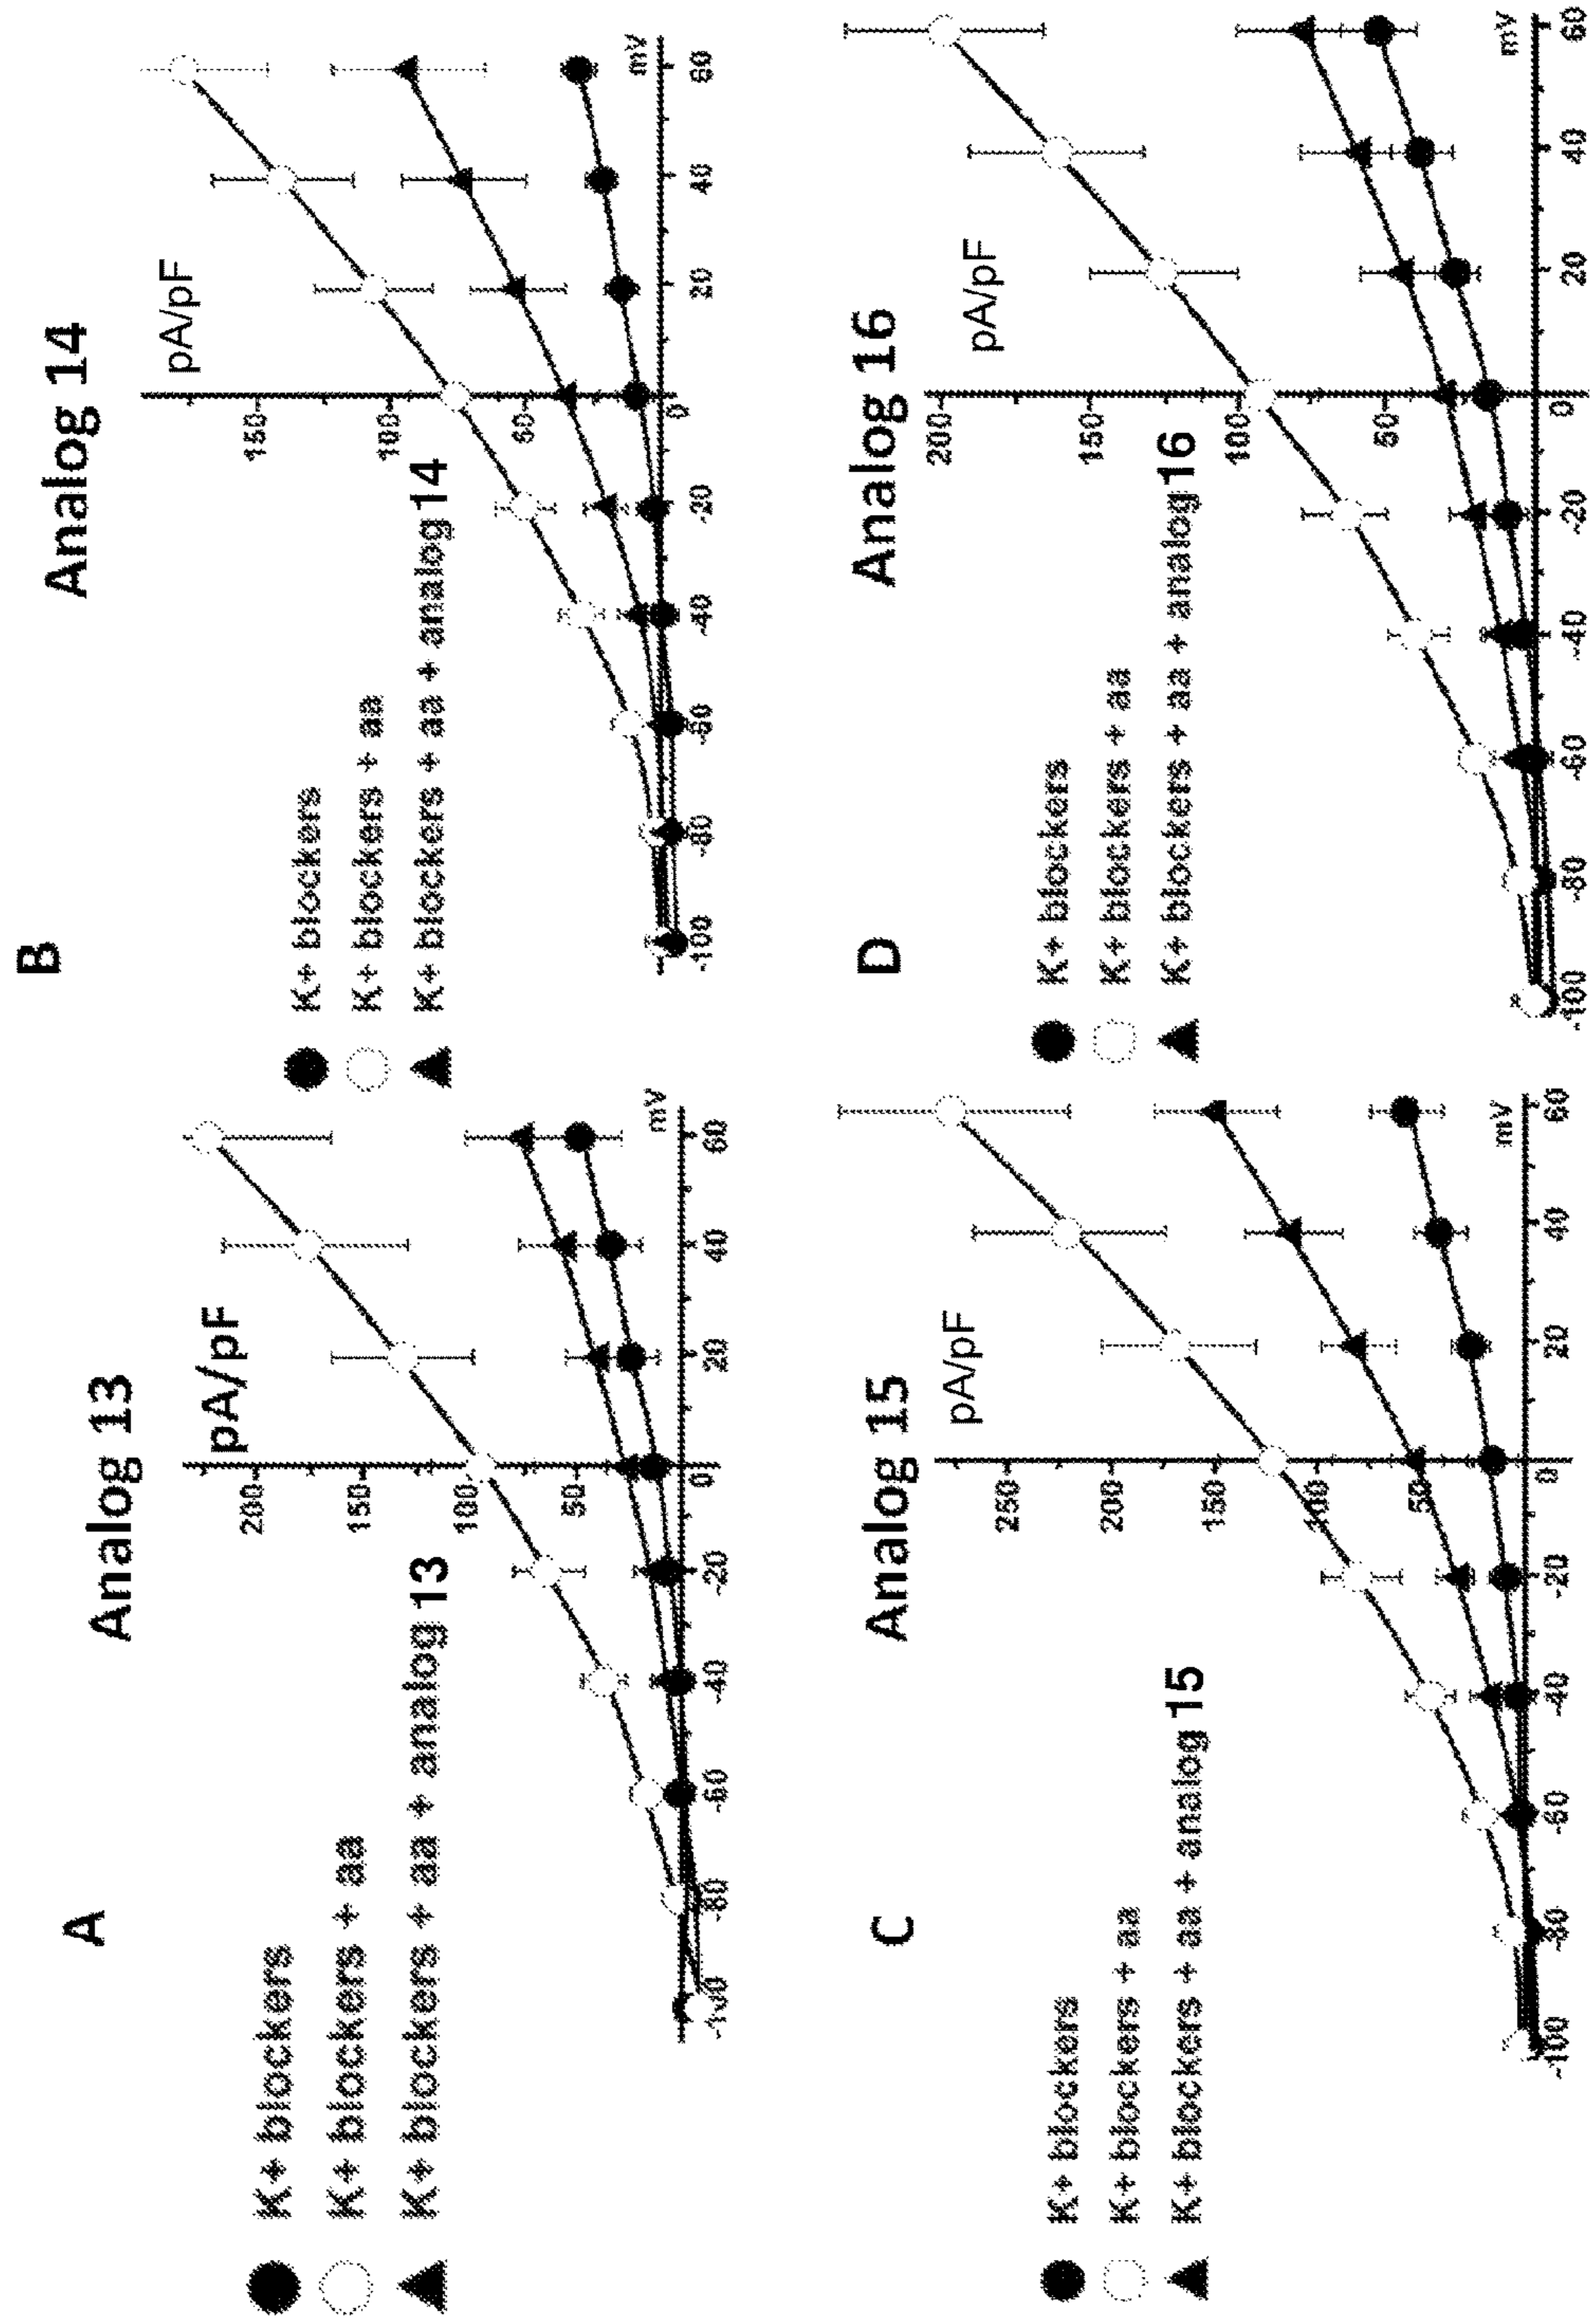 A
Analog 13
K+ blockers
K+ blockers + aa
K+ blockers + aa + analog 13
pA/pF
200
150
100
50
mV
-100
-80
-60
-40
-20
0
20
40
60
B
Analog 14
K+ blockers
K+ blockers + aa
K+ blockers + aa + analog 14
pA/pF
150
100
50
mV
-100
-80
-60
-40
-20
0
20
40
60
C
Analog 15
K+ blockers
K+ blockers + aa
K+ blockers + aa + analog 15
pA/pF
250
200
150
100
50
mV
-100
-80
-60
-40
-20
0
20
40
60
D
Analog 16
K+ blockers
K+ blockers + aa
K+ blockers + aa + analog 16
pA/pF
200
150
100
50
mV
-100
-80
-60
-40
-20
0
20
40
60